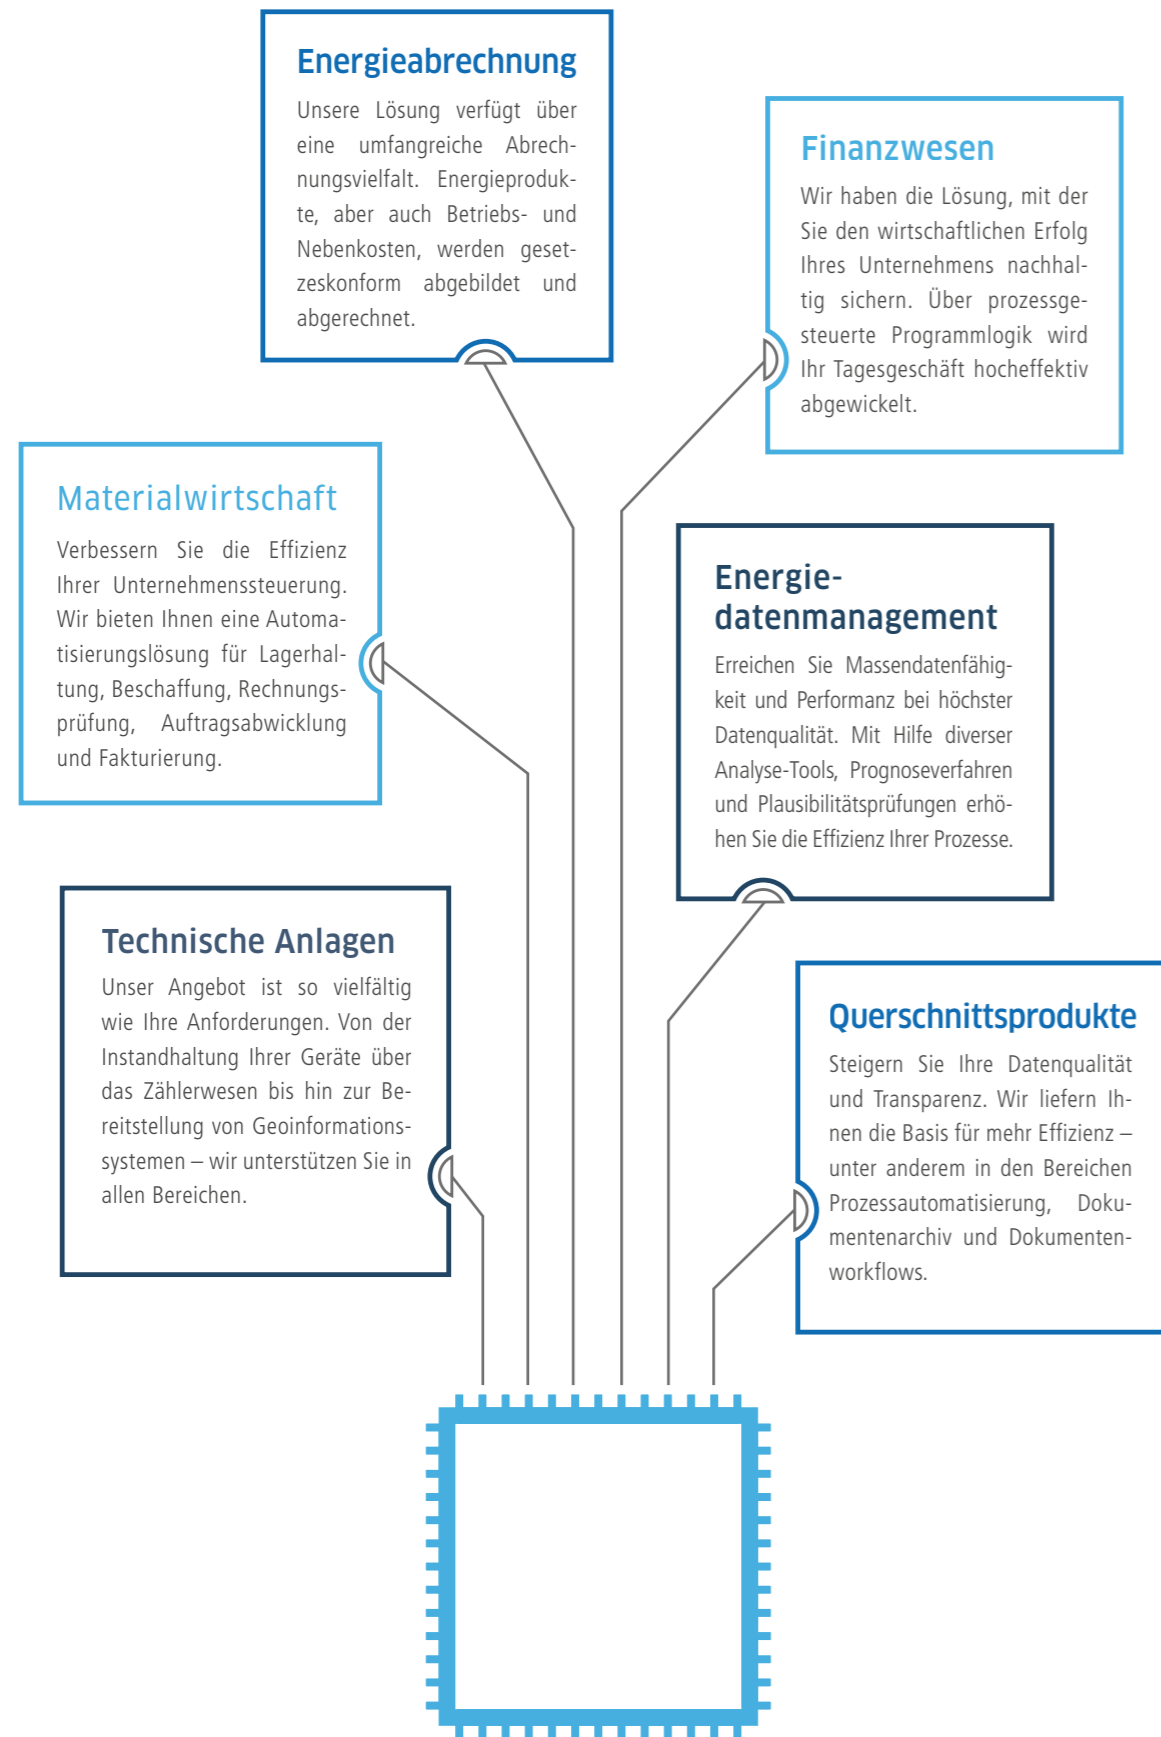 Energieabrechnung
Unsere Lösung verfügt über
eine umfangreiche Abrech-
nungsvielfalt. Energieproduk-
te, aber auch Betriebs- und
Nebenkosten, werden geset-
zeskonform abgebildet und
abgerechnet.
Finanzwesen
Wir haben die Lösung, mit der
Sie den wirtschaftlichen Erfolg
Ihres Unternehmens nachhal-
tig sichern. Über prozessge-
steuerte Programmlogik wird
Ihr Tagesgeschäft hocheffektiv
abgewickelt.
Materialwirtschaft
Verbessern Sie die Effizienz
Ihrer Unternehmenssteuerung.
Wir bieten Ihnen eine Automa-
tisierungslösung für Lagerhal-
tung, Beschaffung, Rechnungs-
prüfung, Auftragsabwicklung
und Fakturierung.
Energie-
datenmanagement
Erreichen Sie Massendatenfähig-
keit und Performanz bei höchster
Datenqualität. Mit Hilfe diverser
Analyse-Tools, Prognoseverfahren
und Plausibilitätsprüfungen erhö-
hen Sie die Effizienz Ihrer Prozesse.
Technische Anlagen
Unser Angebot ist so vielfältig
wie Ihre Anforderungen. Von der
Instandhaltung Ihrer Geräte über
das Zählerwesen bis hin zur Be-
reitstellung von Geoinformations-
systemen – wir unterstützen Sie in
allen Bereichen.
Querschnittsprodukte
Steigern Sie Ihre Datenqualität
und Transparenz. Wir liefern Ih-
nen die Basis für mehr Effizienz –
unter anderem in den Bereichen
Prozessautomatisierung, Doku-
mentenarchiv und Dokumenten-
workflows.